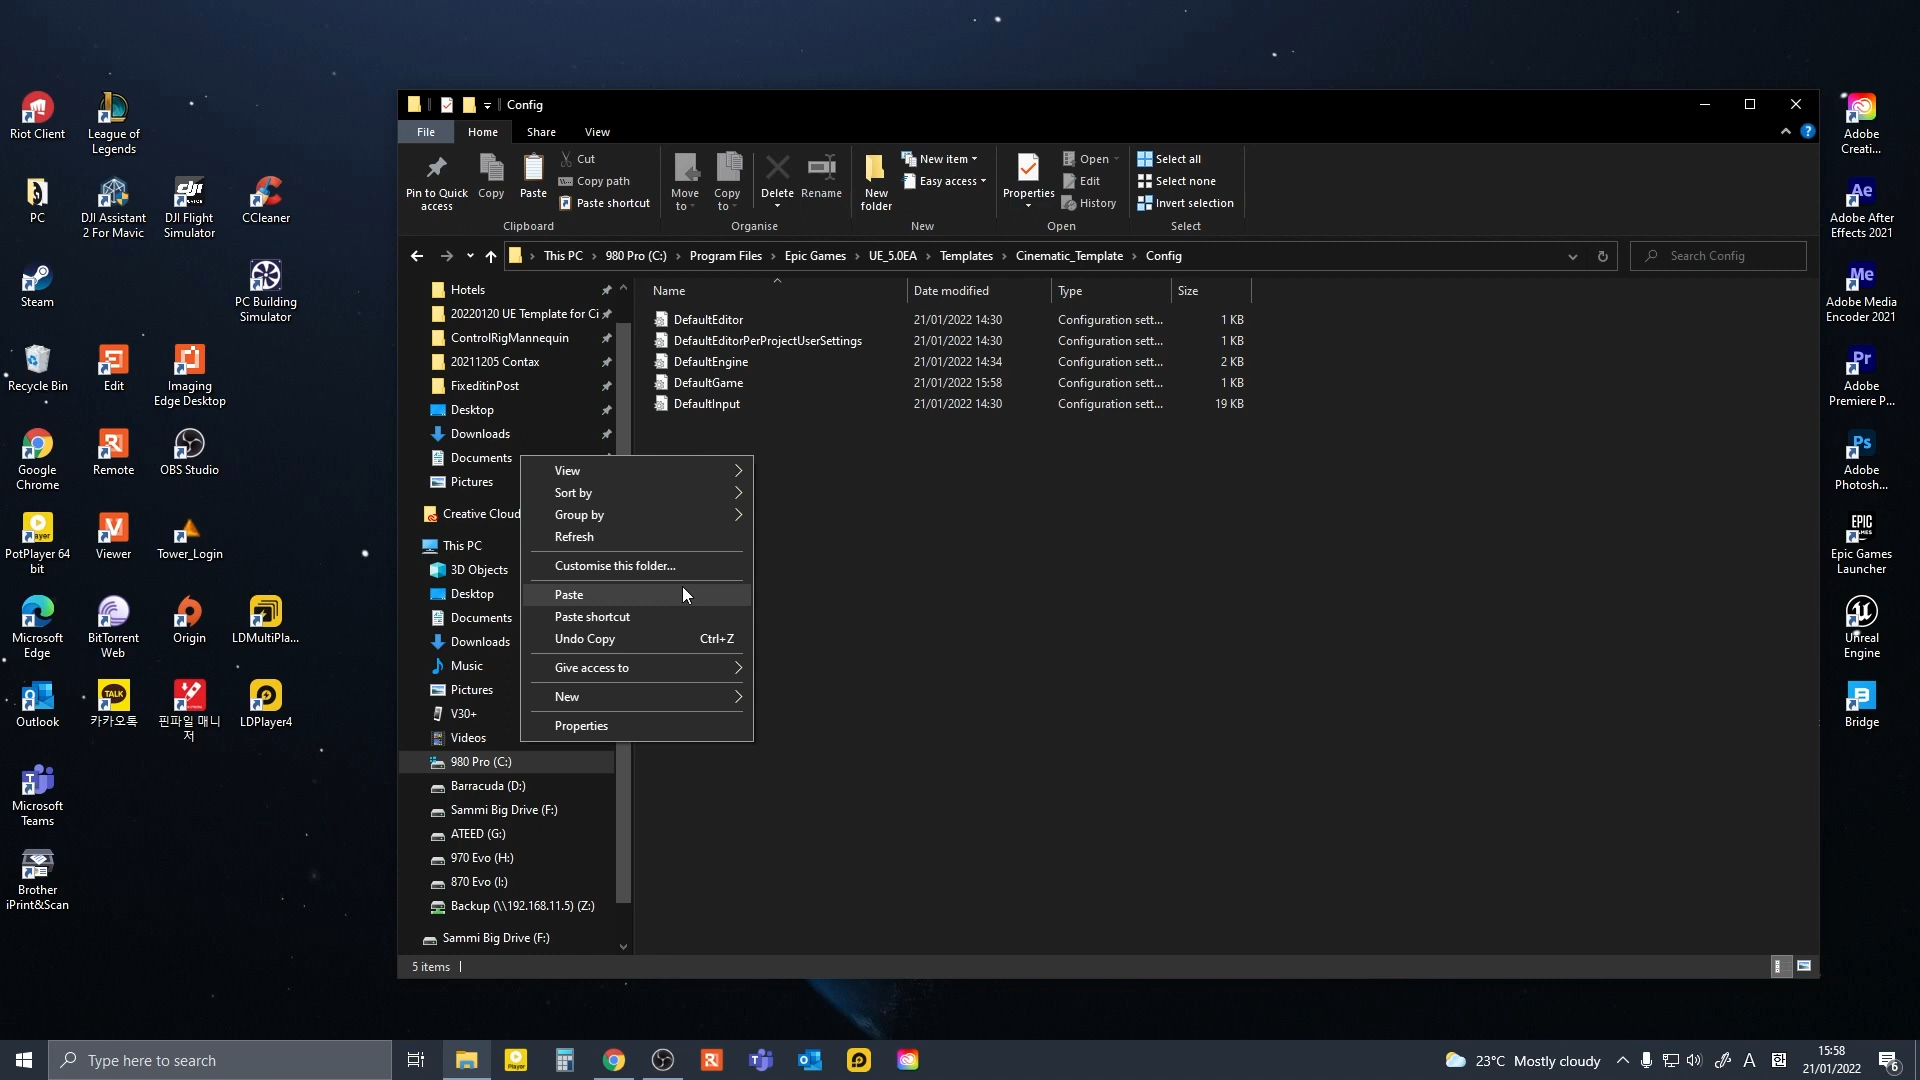 Config
File
Home
Share
View
Pin to Quick
access
Copy
Paste
Cut
Copy path
Paste shortcut
Clipboard
Move
to
Copy
to
Delete
Rename
Organise
New
folder
New item
Easy access
New
Properties
Open
Edit
History
Open
Select all
Select none
Invert selection
Select
This PC
980 Pro (C:)
Program Files
Epic Games
UE_5.0EA
Templates
Cinematic_Template
Config
Search Config
Hotels
20220120 UE Template for Ci
ControlRigMannequin
20211205 Contax
FixeditinPost
Desktop
Downloads
Documents
Pictures
Creative Cloud
This PC
3D Objects
Desktop
Documents
Downloads
Music
Pictures
V30+
Videos
980 Pro (C:)
Barracuda (D:)
Sammi Big Drive (F:)
ATEED (G:)
970 Evo (H:)
870 Evo (I:)
Backup (\\192.168.11.5) (Z:)
Sammi Big Drive (F:)
Name
Date modified
Type
Size
DefaultEditor 21/01/2022 14:30 Configuration sett... 1 KB
DefaultEditorPerProjectUserSettings 21/01/2022 14:30 Configuration sett... 1 KB
DefaultEngine 21/01/2022 14:34 Configuration sett... 2 KB
DefaultGame 21/01/2022 15:58 Configuration sett... 1 KB
DefaultInput 21/01/2022 14:30 Configuration sett... 19 KB
View
Sort by
Group by
Refresh
Customise this folder...
Paste
Paste shortcut
Undo Copy Ctrl+Z
Give access to
New
Properties
5 items
Riot Client
League of
Legends
PC
DJI Assistant
2 For Mavic
DJI Flight
Simulator
CCleaner
Steam
PC Building
Simulator
Recycle Bin
Edit
Imaging
Edge Desktop
Google
Chrome
Remote
OBS Studio
PotPlayer 64
bit
Viewer
Tower_Login
Microsoft
Edge
BitTorrent
Web
Origin
LDMultiPla...
Outlook
TALK
카카오톡
핀파일 매니
저
LDPlayer4
Microsoft
Teams
Brother
iPrint&Scan
Adobe
Creati...
Ae
Adobe After
Effects 2021
Me
Adobe Media
Encoder 2021
Pr
Adobe
Premiere P...
Ps
Adobe
Photosh...
EPIC
Epic Games
Launcher
Unreal
Engine
Bridge
Type here to search
23°C Mostly cloudy
A
15:58
21/01/2022
6